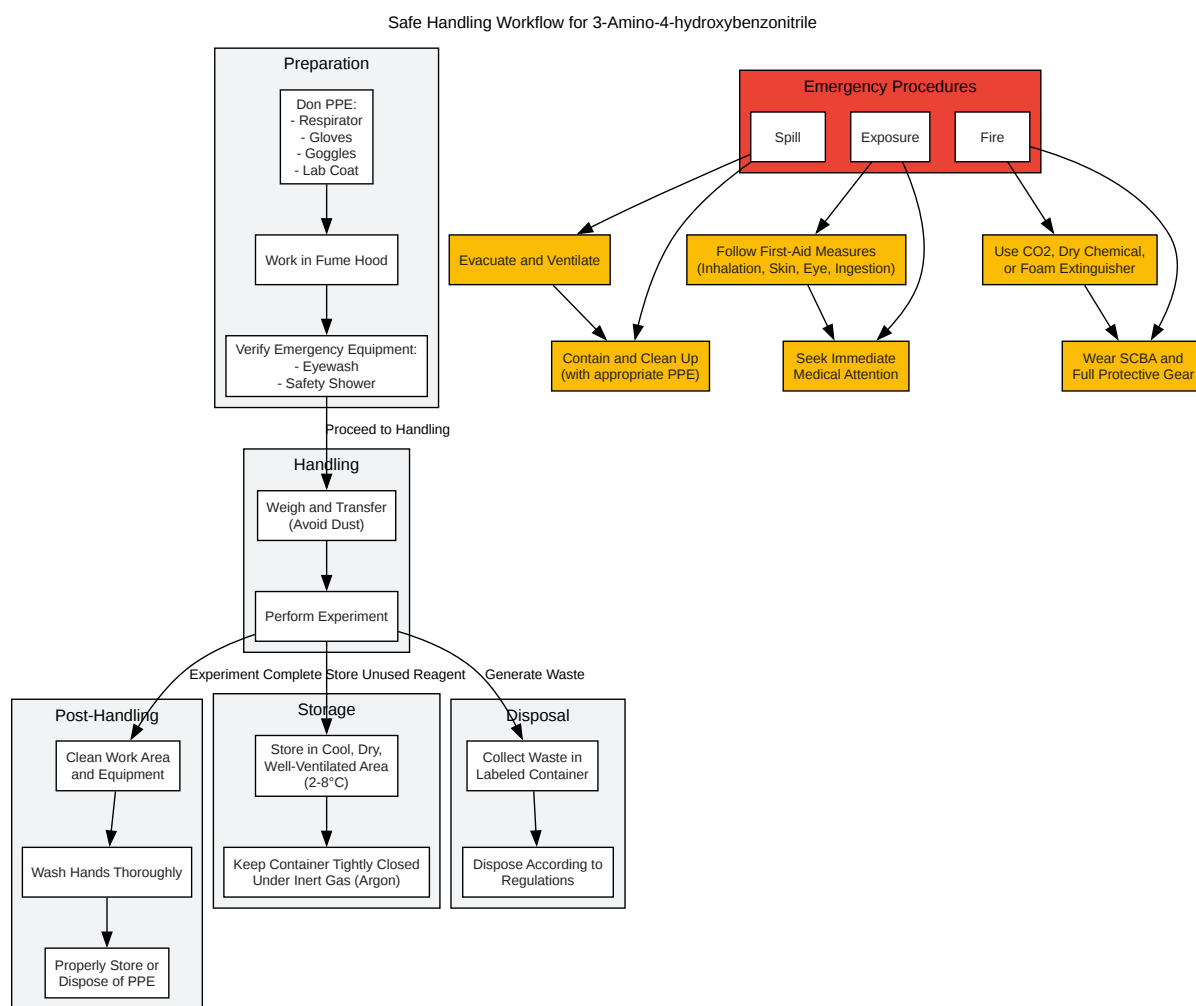 Safe Handling Workflow for 3-Amino-4-hydroxybenzonitrile
Preparation
Don PPE:
- Respirator
- Gloves
- Goggles
- Lab Coat
Work in Fume Hood
Verify Emergency Equipment:
- Eyewash
- Safety Shower
Proceed to Handling
Handling
Weigh and Transfer
(Avoid Dust)
Perform Experiment
Experiment Complete
Store Unused Reagent
Generate Waste
Post-Handling
Clean Work Area
and Equipment
Wash Hands Thoroughly
Properly Store or
Dispose of PPE
Storage
Store in Cool, Dry,
Well-Ventilated Area
(2-8°C)
Keep Container Tightly Closed
Under Inert Gas (Argon)
Disposal
Collect Waste in
Labeled Container
Dispose According to
Regulations
Emergency Procedures
Spill
Exposure
Fire
Evacuate and Ventilate
Contain and Clean Up
(with appropriate PPE)
Follow First-Aid Measures
(Inhalation, Skin, Eye, Ingestion)
Seek Immediate
Medical Attention
Use CO2, Dry Chemical,
or Foam Extinguisher
Wear SCBA and
Full Protective Gear